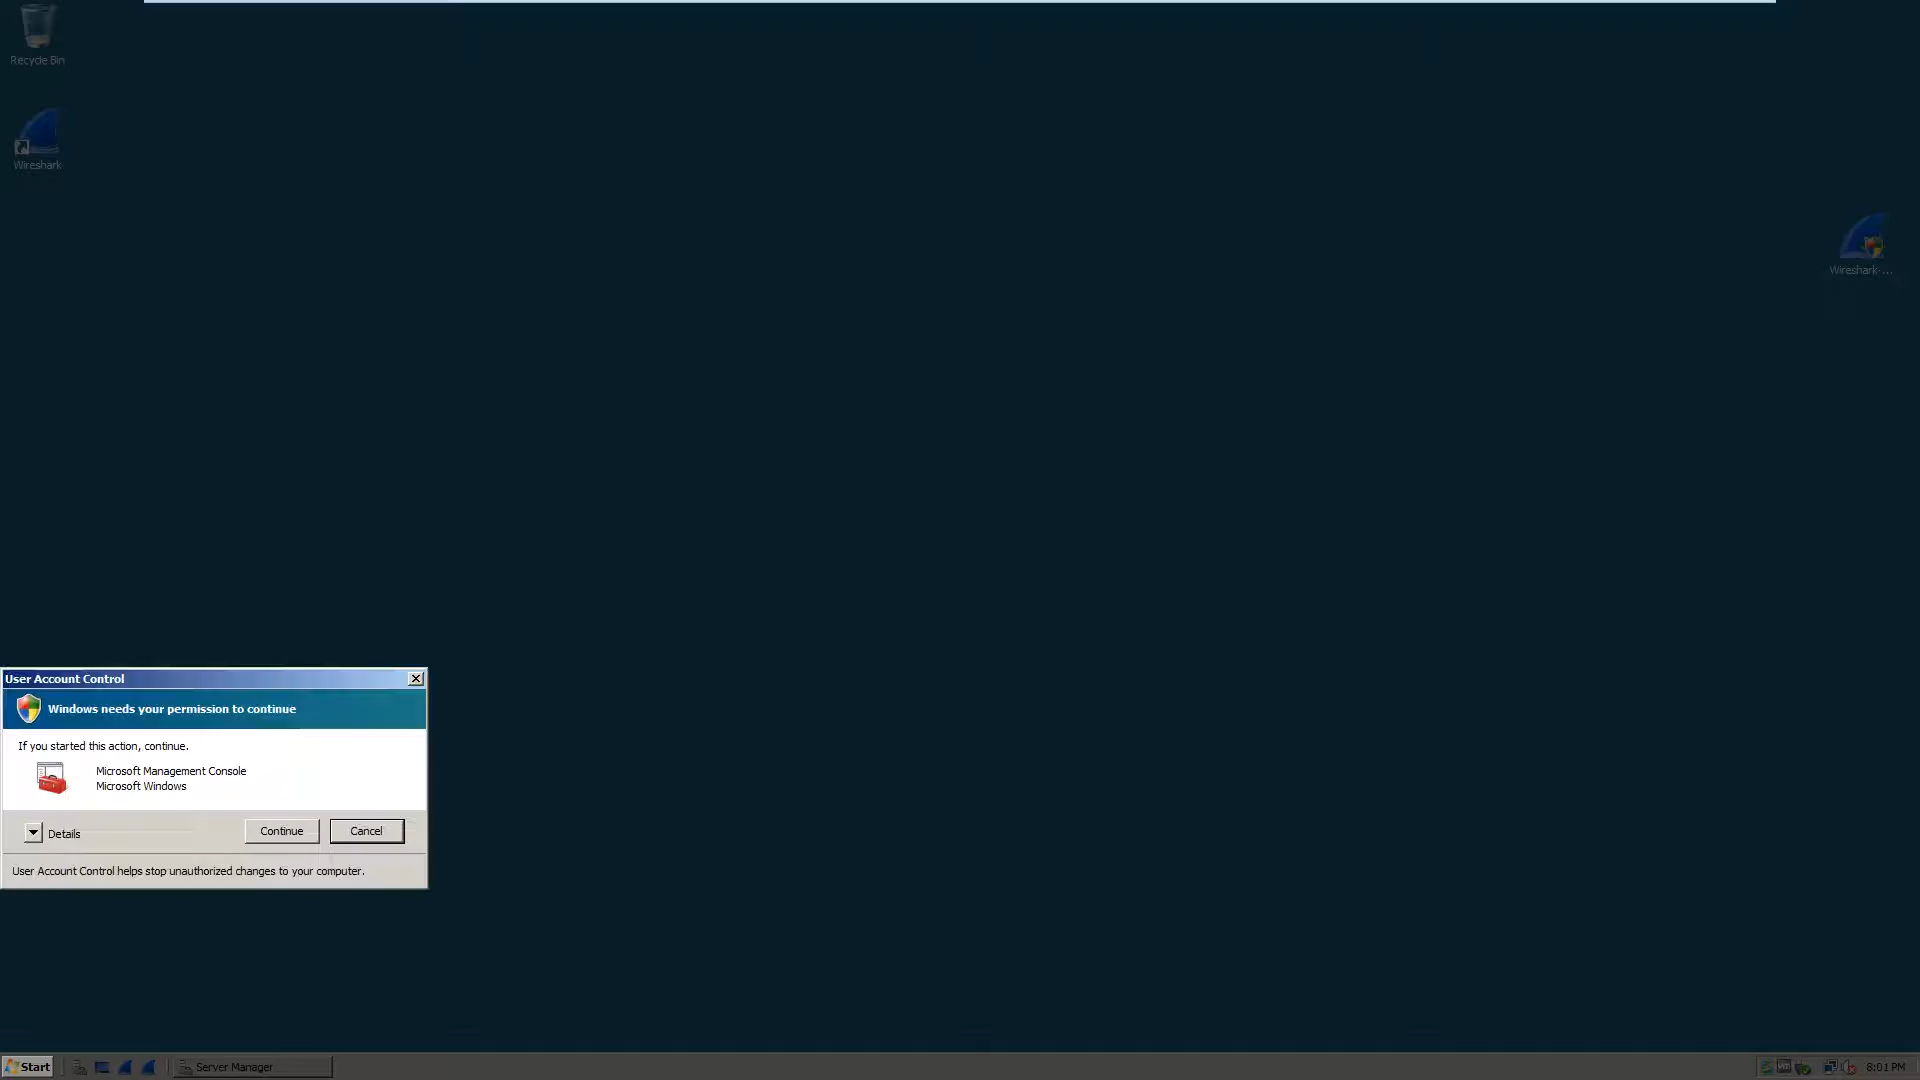 Recycle Bin
Wireshark
Wireshark-...
User Account Control
Windows needs your permission to continue
If you started this action, continue.
Microsoft Management Console
Microsoft Windows
Details
Continue
Cancel
User Account Control helps stop unauthorized changes to your computer.
Start
Server Manager
8:01 PM